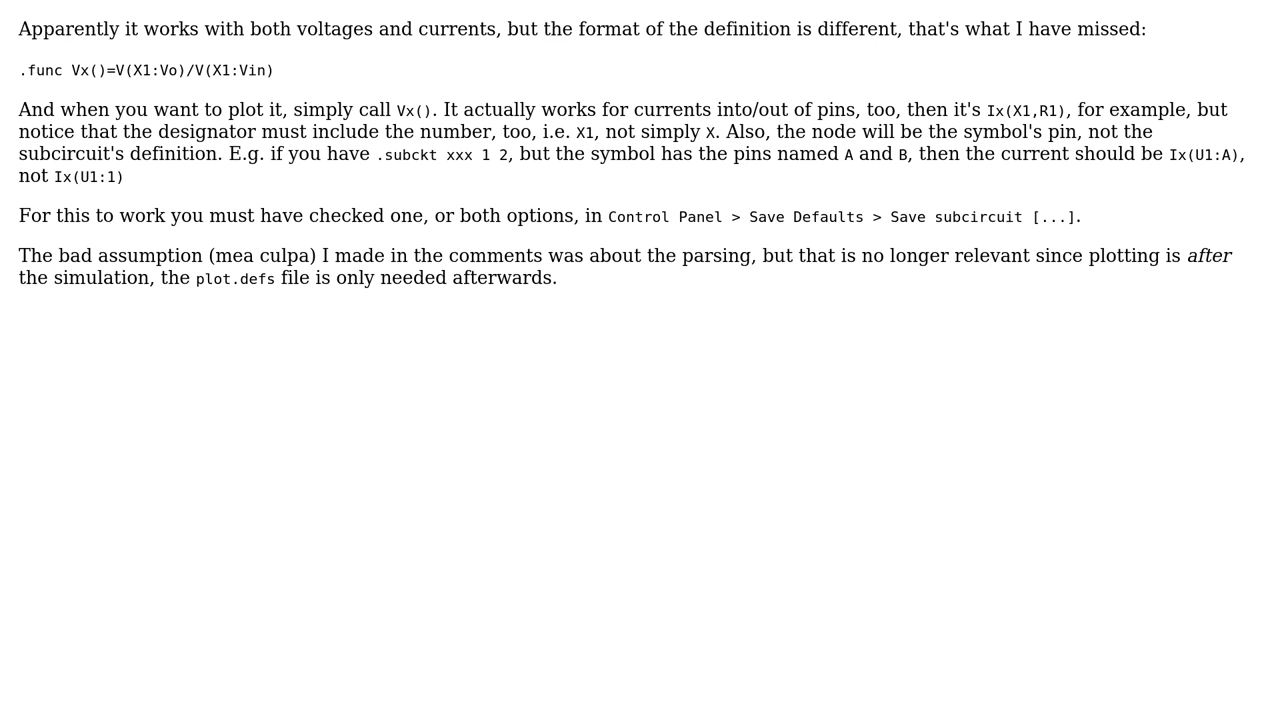 Apparently it works with both voltages and currents, but the format of the definition is different, that's what I have missed:
.func Vx()=V(X1:Vo)/V(X1:Vin)
And when you want to plot it, simply call Vx(). It actually works for currents into/out of pins, too, then it's Ix(X1,R1), for example, but
notice that the designator must include the number, too, i.e. X1, not simply X. Also, the node will be the symbol's pin, not the
subcircuit's definition. E.g. if you have .subckt xxx 1 2, but the symbol has the pins named A and B, then the current should be Ix(U1:A),
not Ix(U1:1)
For this to work you must have checked one, or both options, in Control Panel > Save Defaults > Save subcircuit [...].
The bad assumption (mea culpa) I made in the comments was about the parsing, but that is no longer relevant since plotting is after
the simulation, the plot.defs file is only needed afterwards.